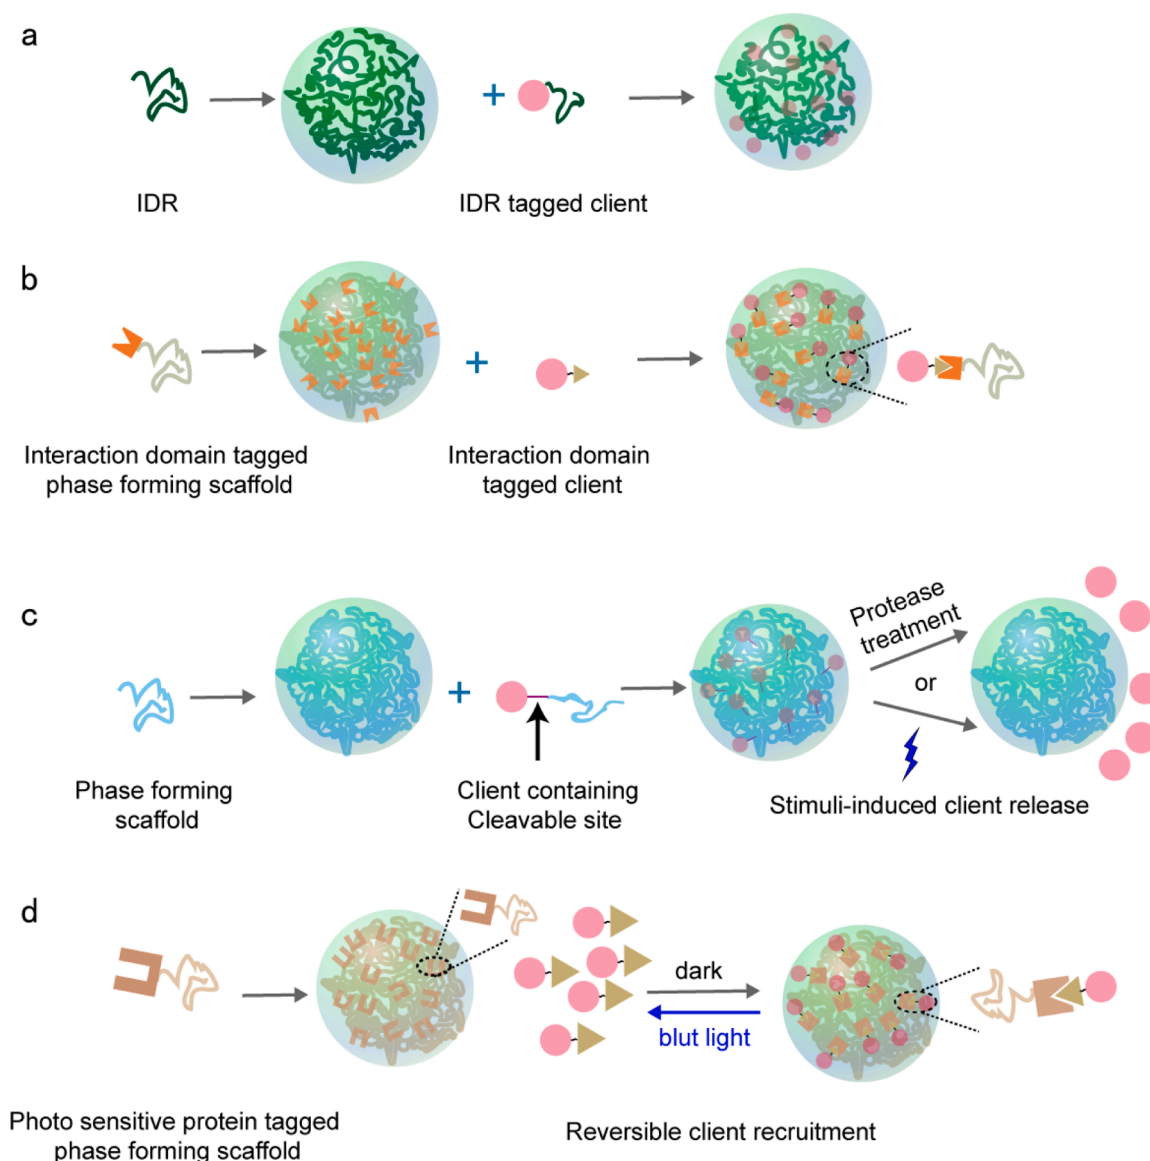 a
IDR
IDR tagged client
b
Interaction domain tagged
phase forming scaffold
Interaction domain
tagged client
c
Phase forming
scaffold
Client containing
Cleavable site
Protease
treatment
or
Stimuli-induced client release
d
dark
blut light
Photo sensitive protein tagged
phase forming scaffold
Reversible client recruitment